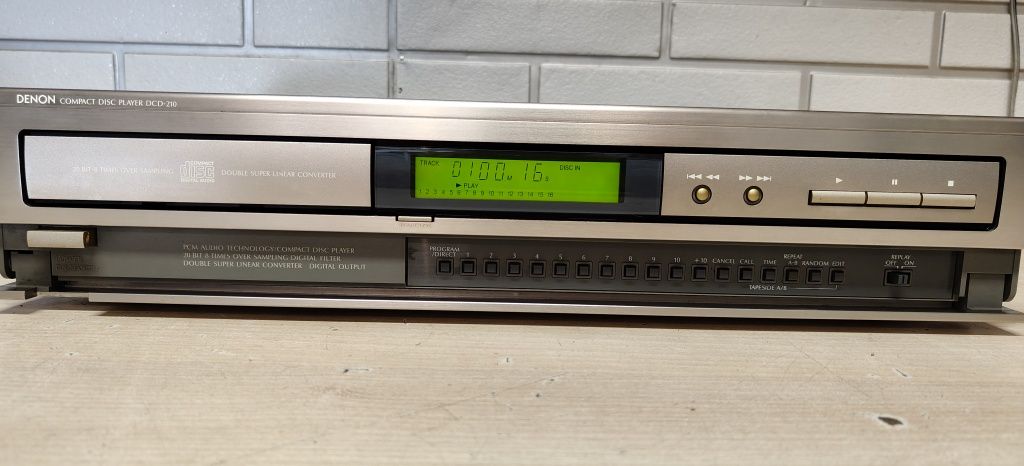 DENON COMPACT DISC PLAYER DCD-210
20 BIT·8 TIMES OVER SAMPLING COMPACT DISC DIGITAL AUDIO DOUBLE SUPER LINEAR CONVERTER
TRACK 0100M 16S DISC IN
▶ PLAY
1 2 3 4 5 6 7 8 9 10 11 12 13 14 15 16
PCM AUDIO TECHNOLOGY/COMPACT DISC PLAYER
20 BIT·8 TIMES OVER SAMPLING DIGITAL FILTER
DOUBLE SUPER LINEAR CONVERTER DIGITAL OUTPUT
PROGRAM /DIRECT 1 2 3 4 5 6 7 8 9 10 +10 CANCEL CALL TIME REPEAT A-B RANDOM EDIT
TAPE SIDE A/B
REPLAY
OFF ON